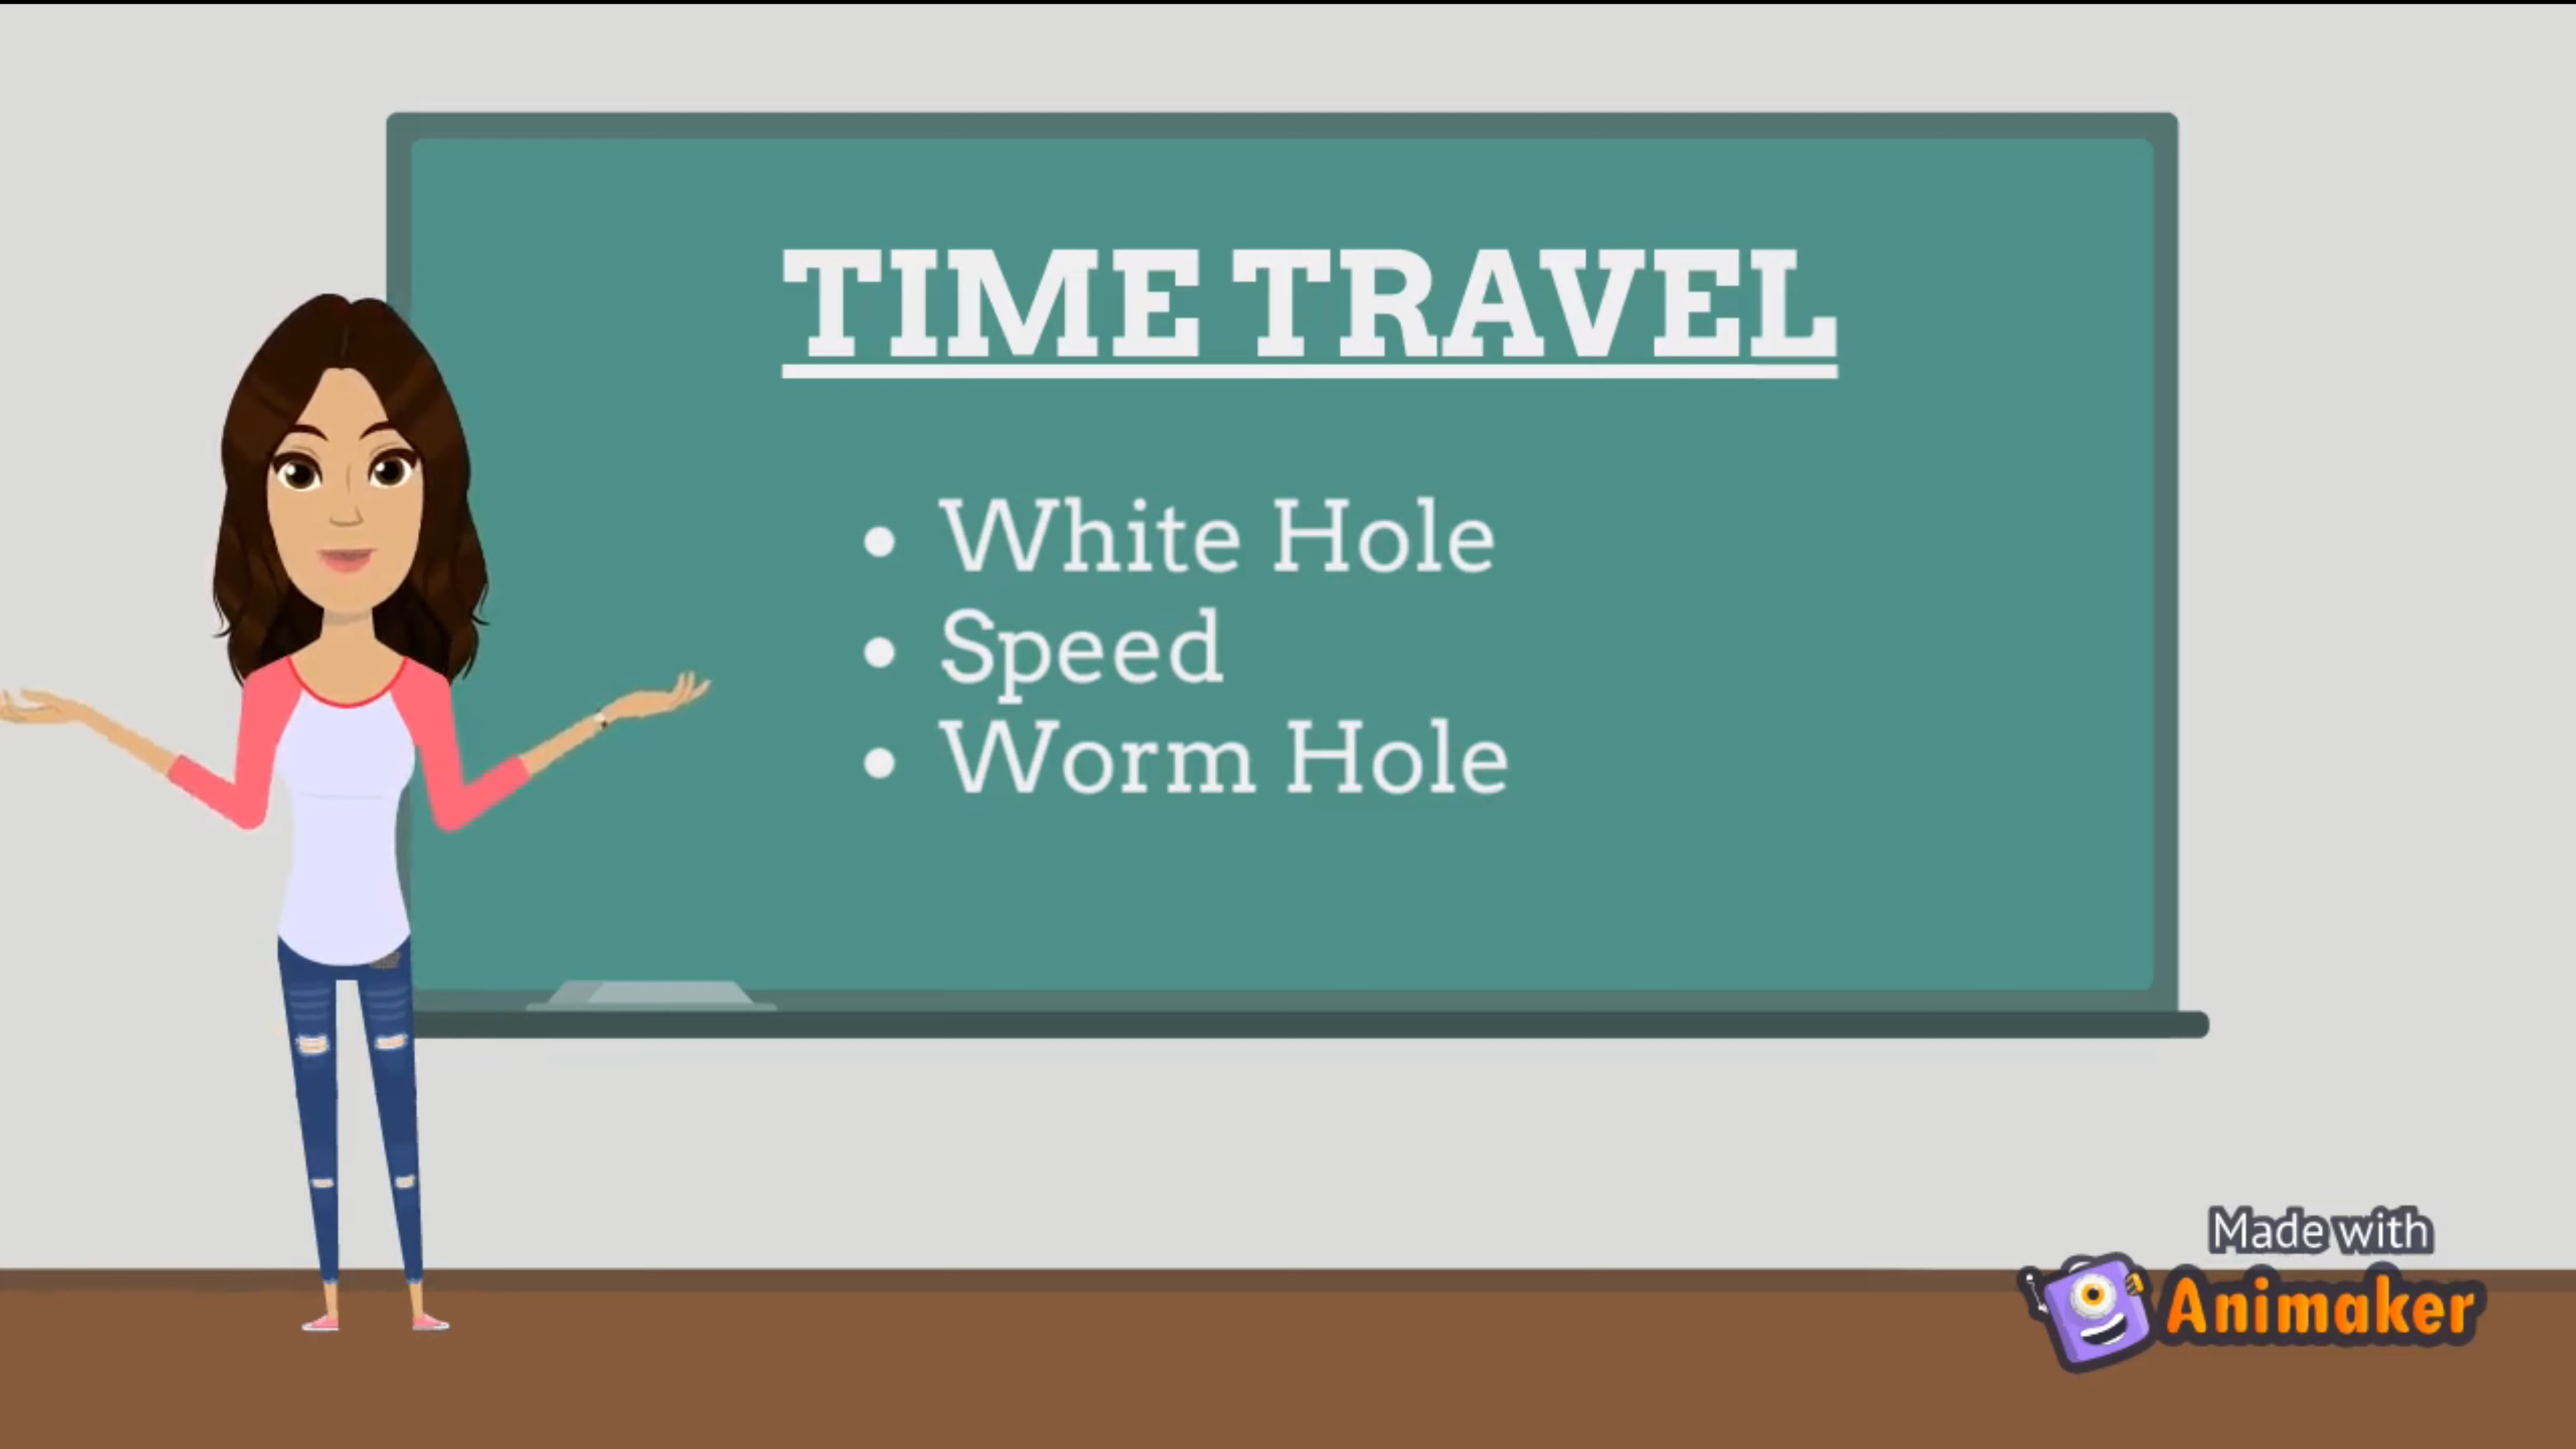 TIME TRAVEL
• White Hole
• Speed
• Worm Hole
Made with
Animaker